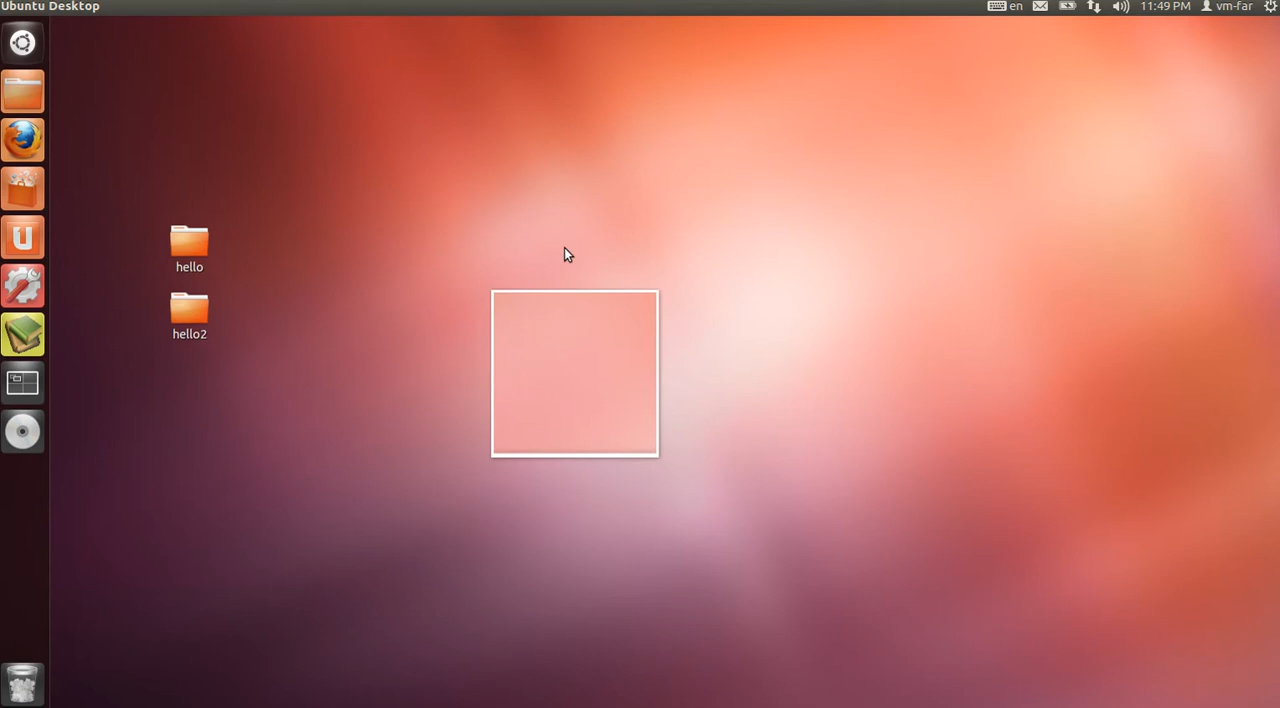 Ubuntu Desktop
en
11:49 PM
vm-far
U
hello
hello2